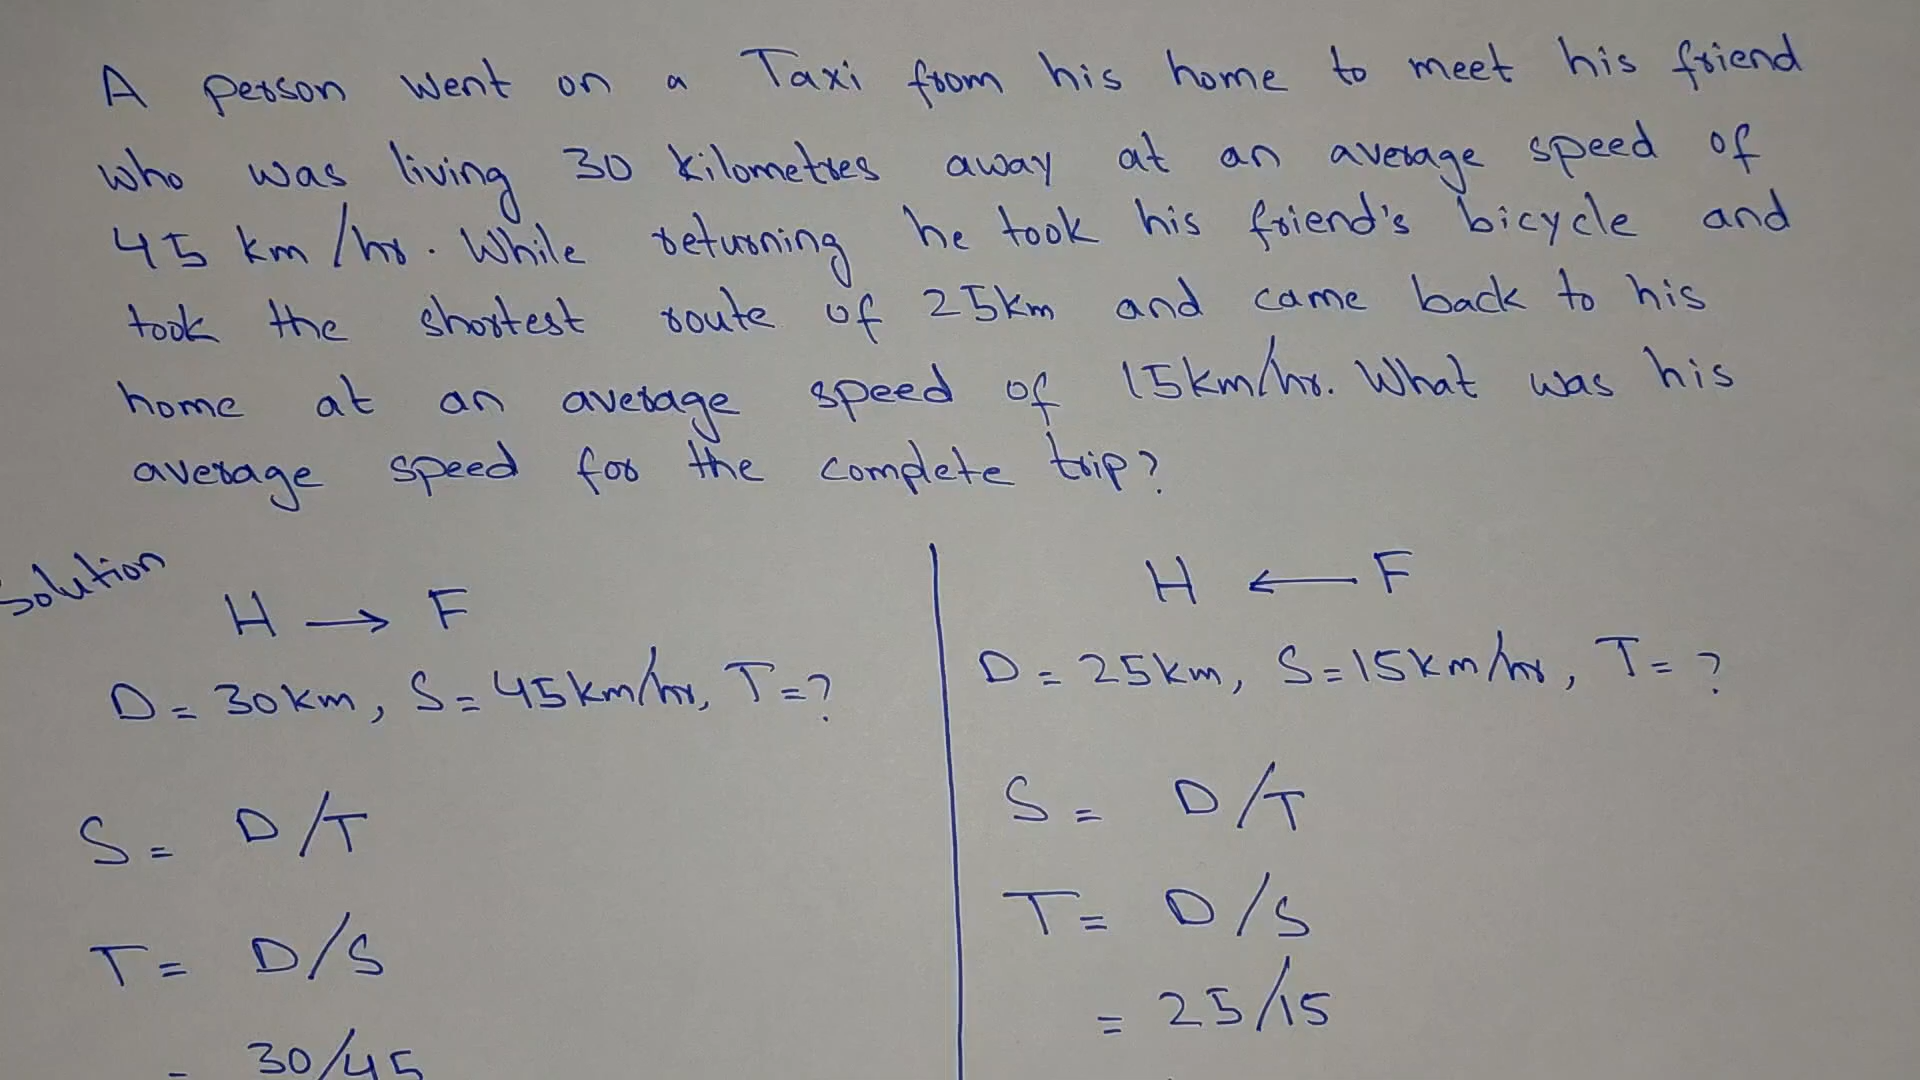 A person went on a Taxi from his home to meet his friend
who was living 30 kilometres away at an average speed of
45 km/hr. While returning he took his friend's bicycle and
took the shortest route of 25km and came back to his
home at an average speed of 15km/hr. What was his
average speed for the complete trip?
Solution
H → F
D = 30km, S = 45km/hr, T = ?
S = D/T
T = D/S
= 30/45
H ← F
D = 25km, S = 15km/hr, T = ?
S = D/T
T = D/S
= 25/15